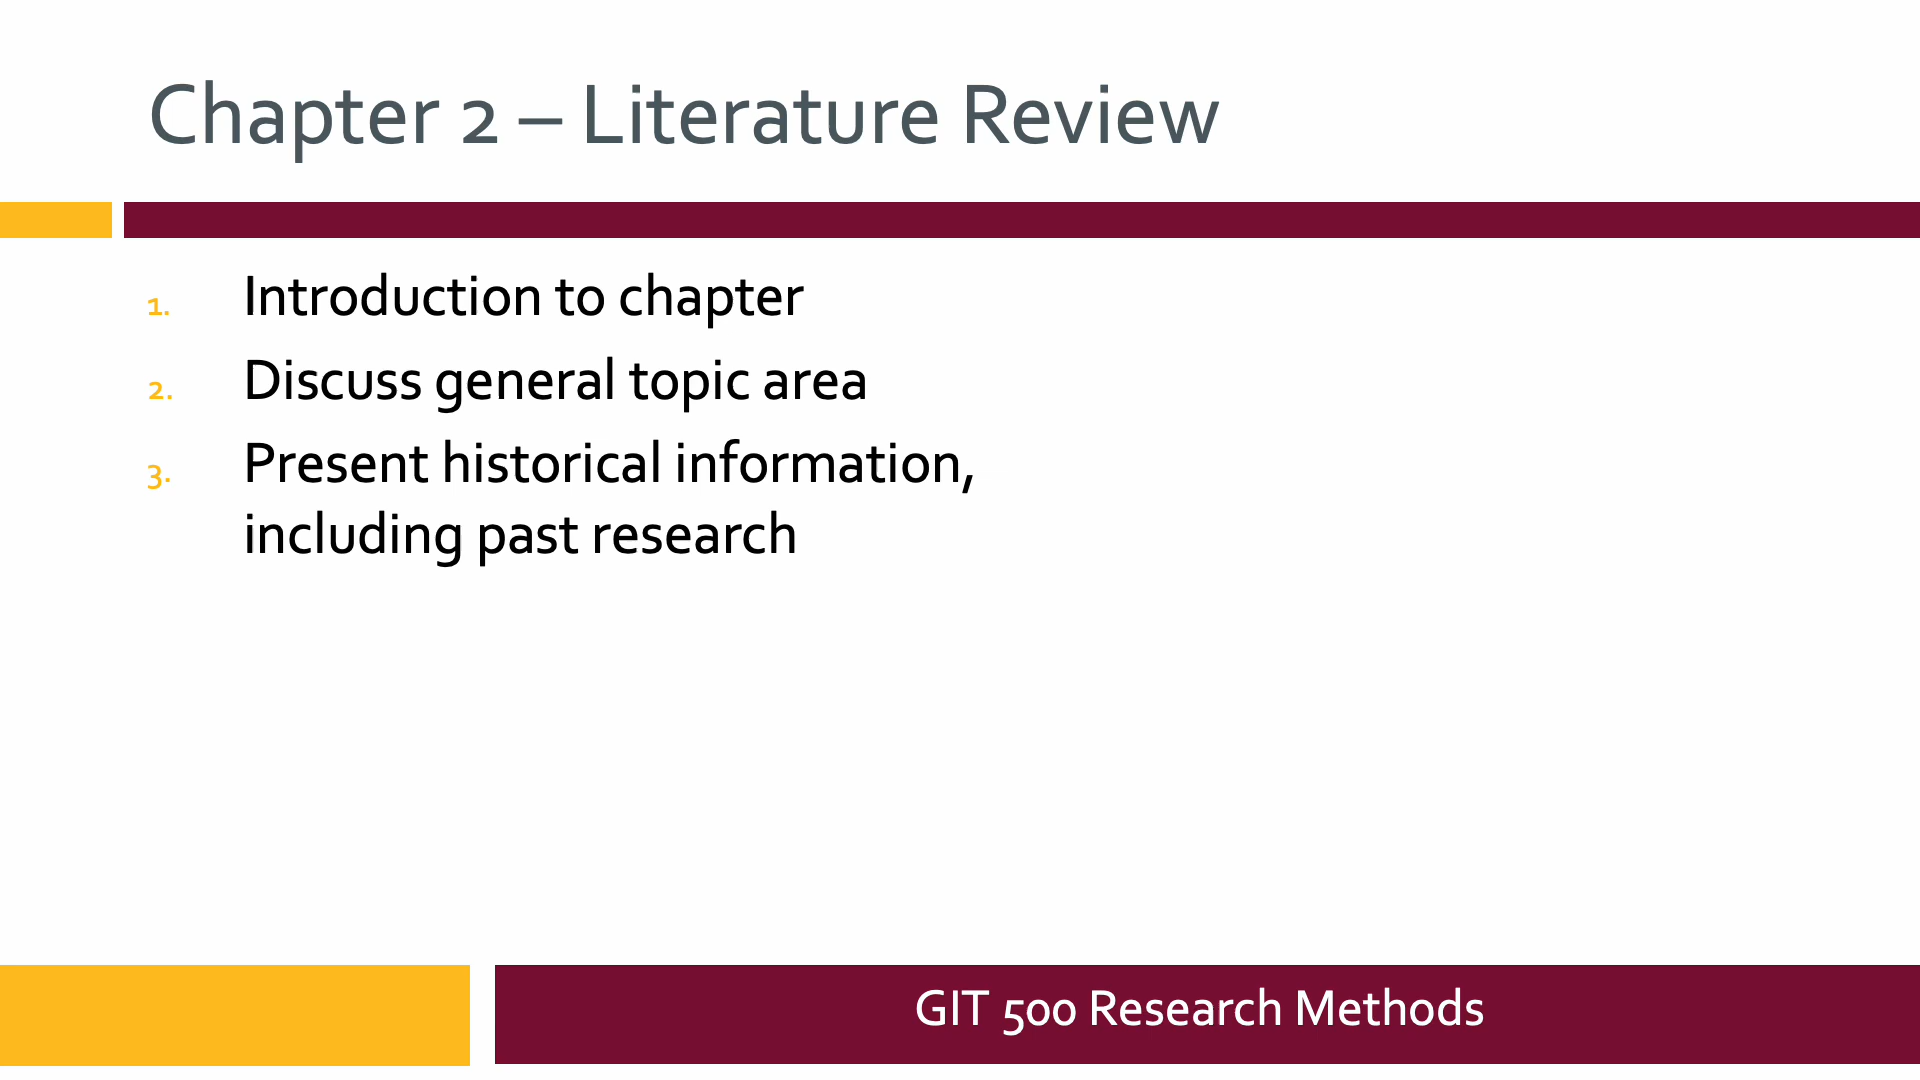 Chapter 2 – Literature Review
1. Introduction to chapter
2. Discuss general topic area
3. Present historical information,
including past research
GIT 500 Research Methods